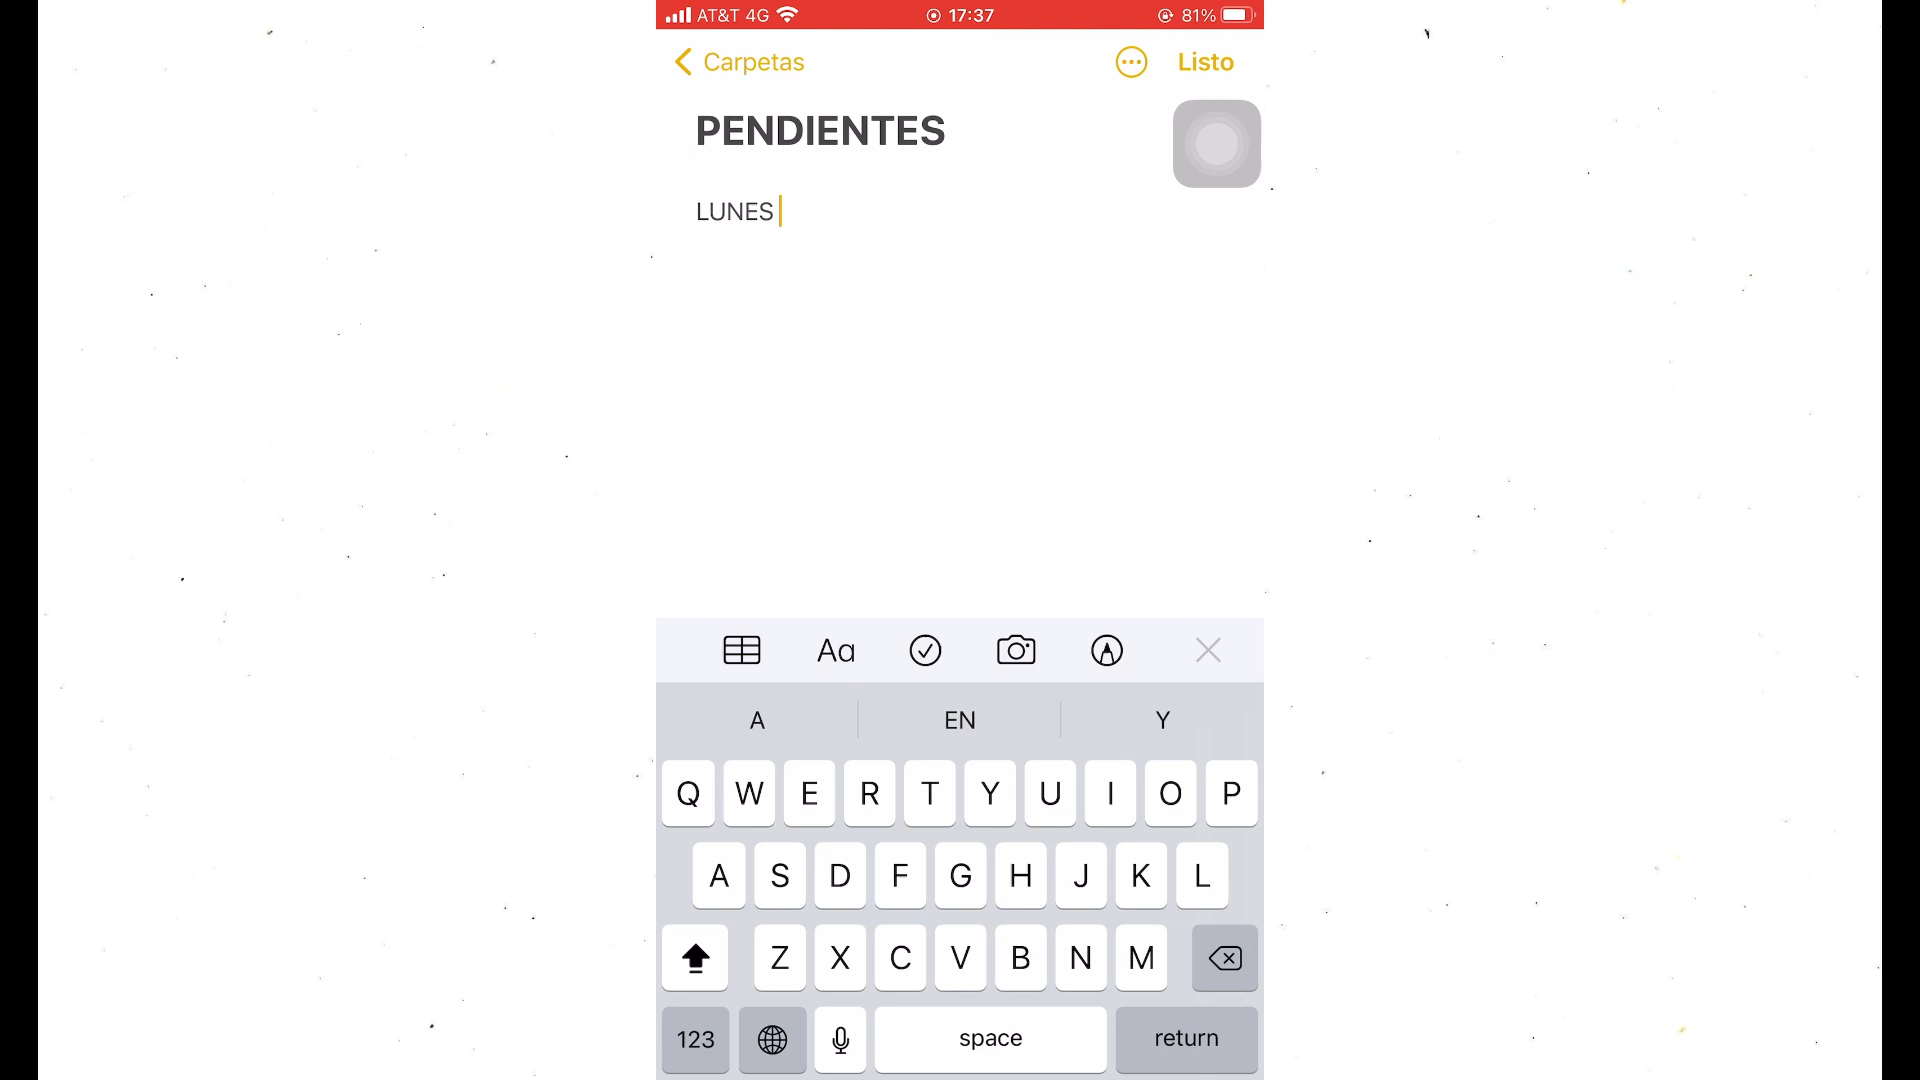 AT&T 4G 17:37 81%
Carpetas Listo
PENDIENTES
LUNES
Aa
A EN Y
Q W E R T Y U I O P
A S D F G H J K L
Z X C V B N M
123 space return